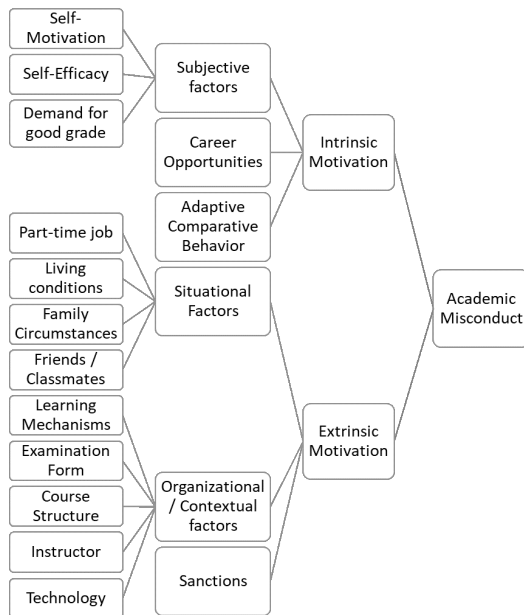 Self-
Motivation
Self-Efficacy
Demand for
good grade
Subjective
factors
Career
Opportunities
Adaptive
Comparative
Behavior
Intrinsic
Motivation
Part-time job
Living
conditions
Family
Circumstances
Friends /
Classmates
Situational
Factors
Learning
Mechanisms
Examination
Form
Course
Structure
Instructor
Technology
Organizational
/ Contextual
factors
Sanctions
Extrinsic
Motivation
Academic
Misconduct